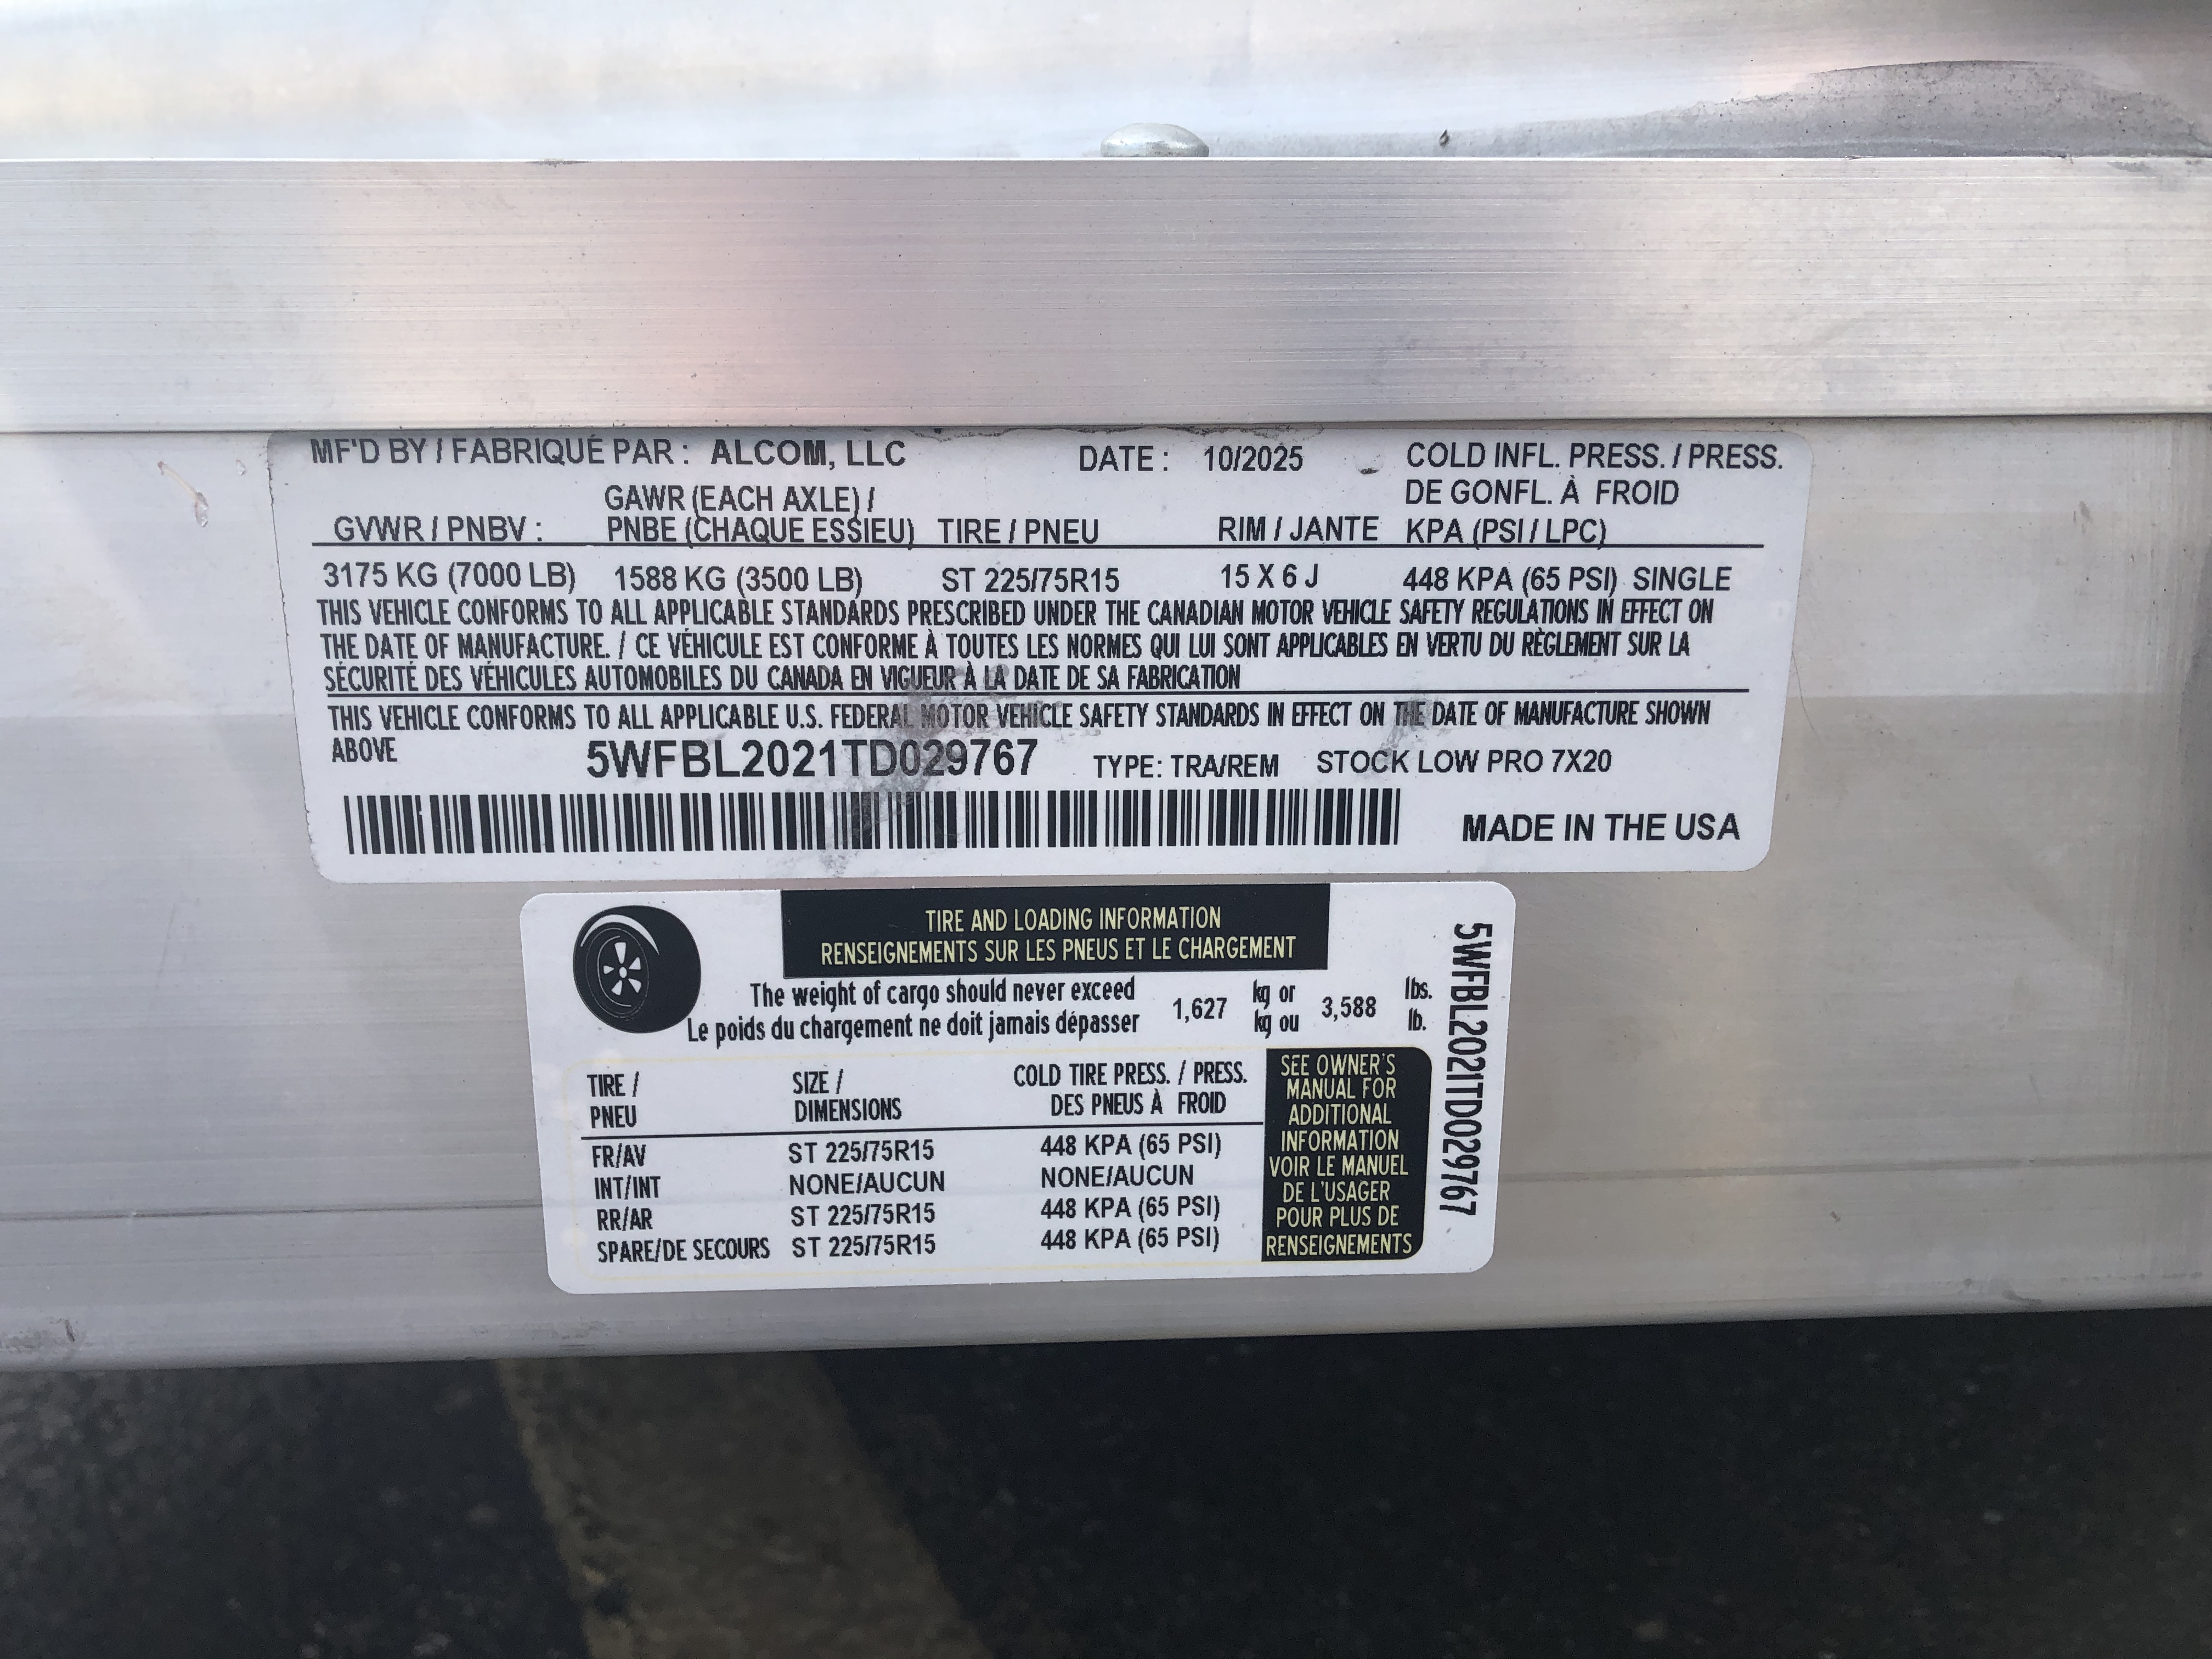 MF'D BY / FABRIQUÉ PAR : ALCOM, LLC DATE : 10/2025 COLD INFL. PRESS. / PRESS.
GAWR (EACH AXLE) / DE GONFL. À FROID
GVWR / PNBV : PNBE (CHAQUE ESSIEU) TIRE / PNEU RIM / JANTE KPA (PSI / LPC)
3175 KG (7000 LB) 1588 KG (3500 LB) ST 225/75R15 15 X 6 J 448 KPA (65 PSI) SINGLE
THIS VEHICLE CONFORMS TO ALL APPLICABLE STANDARDS PRESCRIBED UNDER THE CANADIAN MOTOR VEHICLE SAFETY REGULATIONS IN EFFECT ON
THE DATE OF MANUFACTURE. / CE VÉHICULE EST CONFORME À TOUTES LES NORMES QUI LUI SONT APPLICABLES EN VERTU DU RÈGLEMENT SUR LA
SÉCURITÉ DES VÉHICULES AUTOMOBILES DU CANADA EN VIGUEUR À LA DATE DE SA FABRICATION
THIS VEHICLE CONFORMS TO ALL APPLICABLE U.S. FEDERAL MOTOR VEHICLE SAFETY STANDARDS IN EFFECT ON THE DATE OF MANUFACTURE SHOWN
ABOVE 5WFBL2021TD029767 TYPE: TRA/REM STOCK LOW PRO 7X20
MADE IN THE USA
TIRE AND LOADING INFORMATION
RENSEIGNEMENTS SUR LES PNEUS ET LE CHARGEMENT
The weight of cargo should never exceed 1,627 kg or 3,588 lbs.
Le poids du chargement ne doit jamais dépasser kg ou lb.
TIRE / SIZE / COLD TIRE PRESS. / PRESS.
PNEU DIMENSIONS DES PNEUS À FROID
FR/AV ST 225/75R15 448 KPA (65 PSI)
INT/INT NONE/AUCUN NONE/AUCUN
RR/AR ST 225/75R15 448 KPA (65 PSI)
SPARE/DE SECOURS ST 225/75R15 448 KPA (65 PSI)
SEE OWNER'S
MANUAL FOR
ADDITIONAL
INFORMATION
VOIR LE MANUEL
DE L'USAGER
POUR PLUS DE
RENSEIGNEMENTS
5WFBL2021TD029767